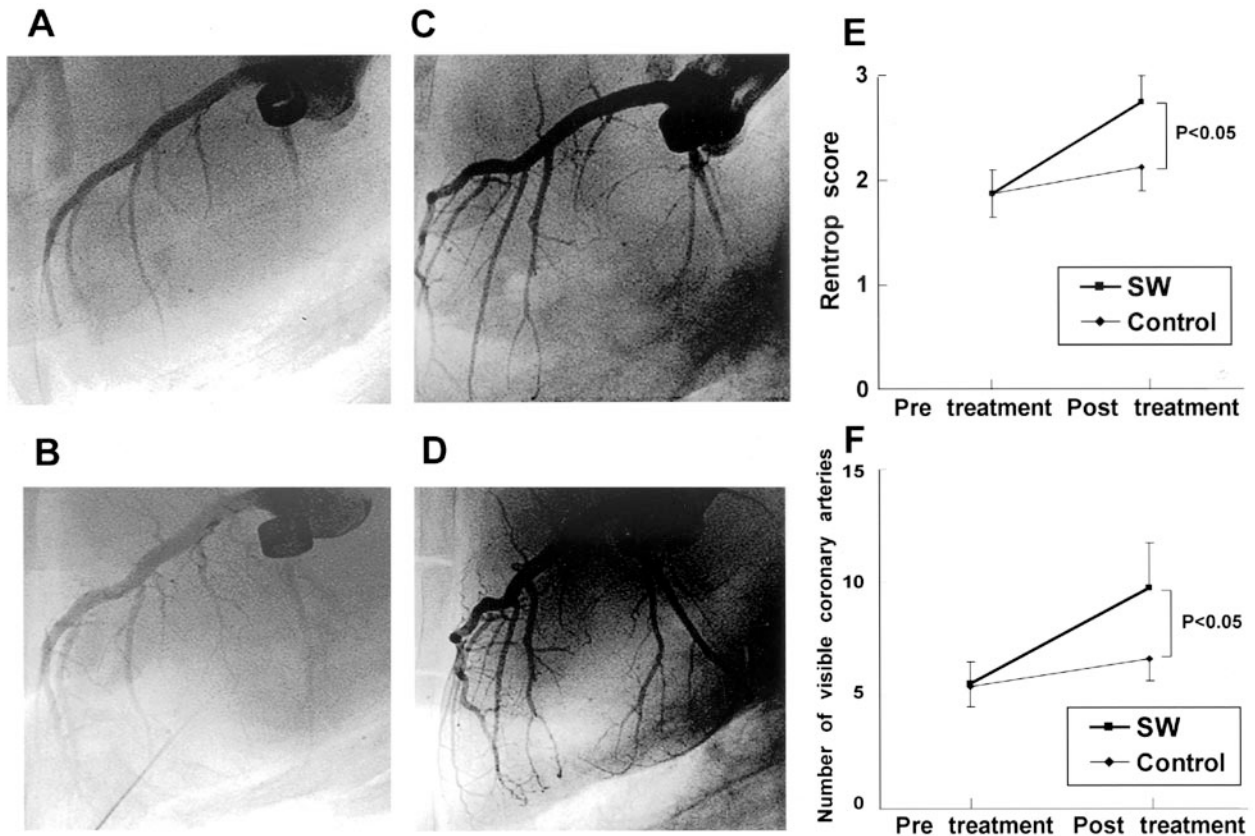 A
B
C
D
E
Rentrop score
3
2
1
0
P<0.05
SW
Control
Pre treatment Post treatment
F
Number of visible coronary arteries
15
10
5
0
P<0.05
SW
Control
Pre treatment Post treatment